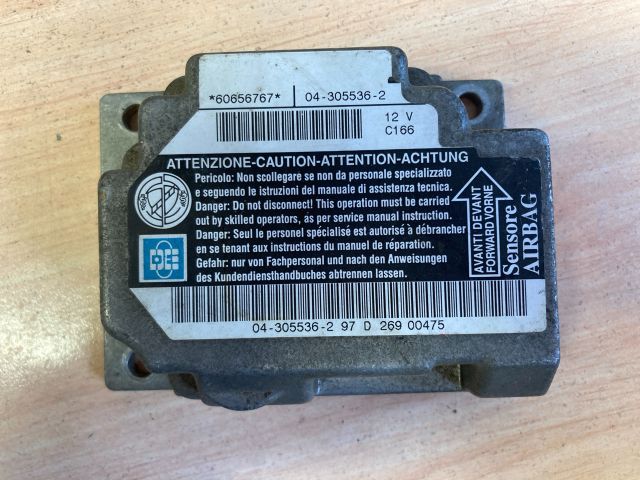 *60656767* 04-305536-2
12 V
C166
ATTENZIONE-CAUTION-ATTENTION-ACHTUNG
Pericolo: Non scollegare se non da personale specializzato
e seguendo le istruzioni del manuale di assistenza tecnica.
Danger: Do not disconnect! This operation must be carried
out by skilled operators, as per service manual instruction.
Danger: Seul le personel spécialisé est autorisé à débrancher
en se tenant aux instructions du manuel de réparation.
Gefahr: nur von Fachpersonal und nach den Anweisungen
des Kundendiensthandbuches abtrennen lassen.
AVANTI DEVANT
FORWARD VORNE
Sensore
AIRBAG
04-305536-2 97 D 269 00475